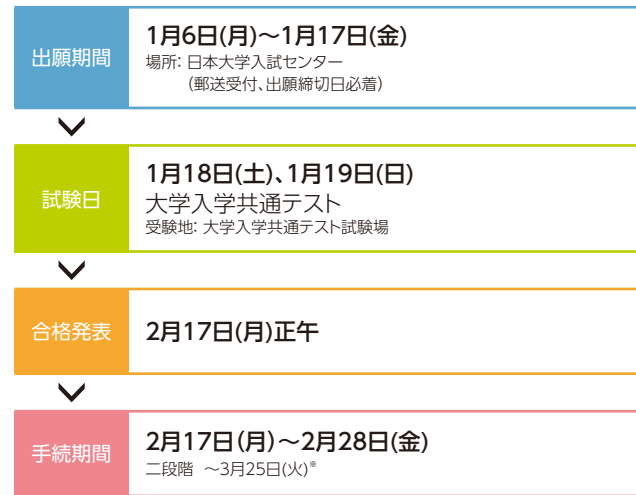 出願期間
1月6日(月)～1月17日(金)
場所: 日本大学入試センター
(郵送受付、出願締切日必着)
試験日
1月18日(土)、1月19日(日)
大学入学共通テスト
受験地: 大学入学共通テスト試験場
合格発表
2月17日(月)正午
手続期間
2月17日(月)～2月28日(金)
二段階 ～3月25日(火)※